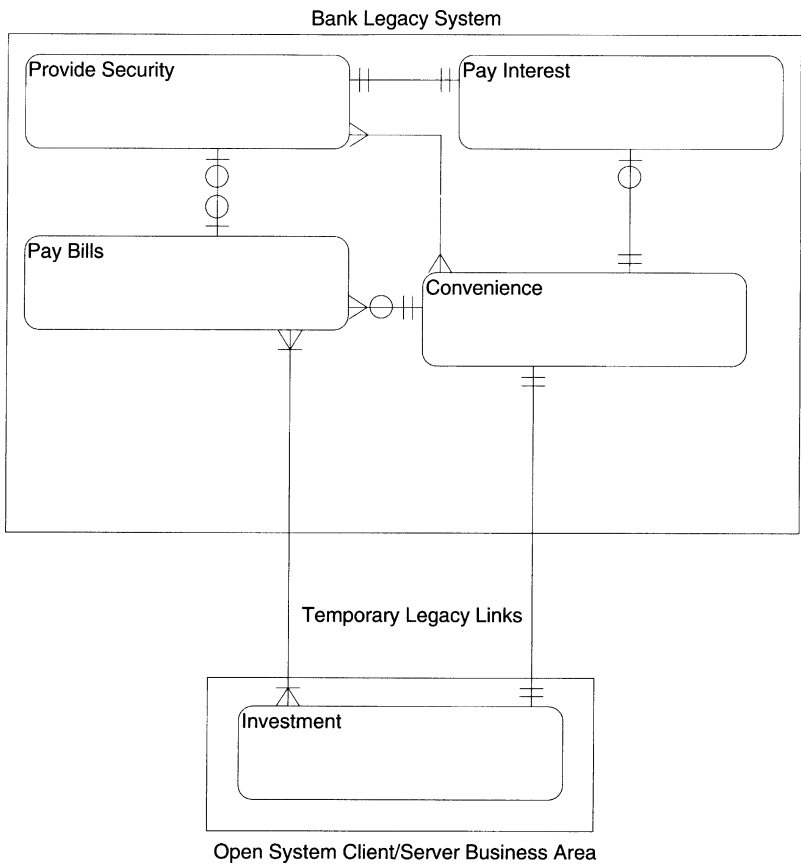 Bank Legacy System
Provide Security
Pay Interest
Pay Bills
Convenience
Temporary Legacy Links
Investment
Open System Client/Server Business Area